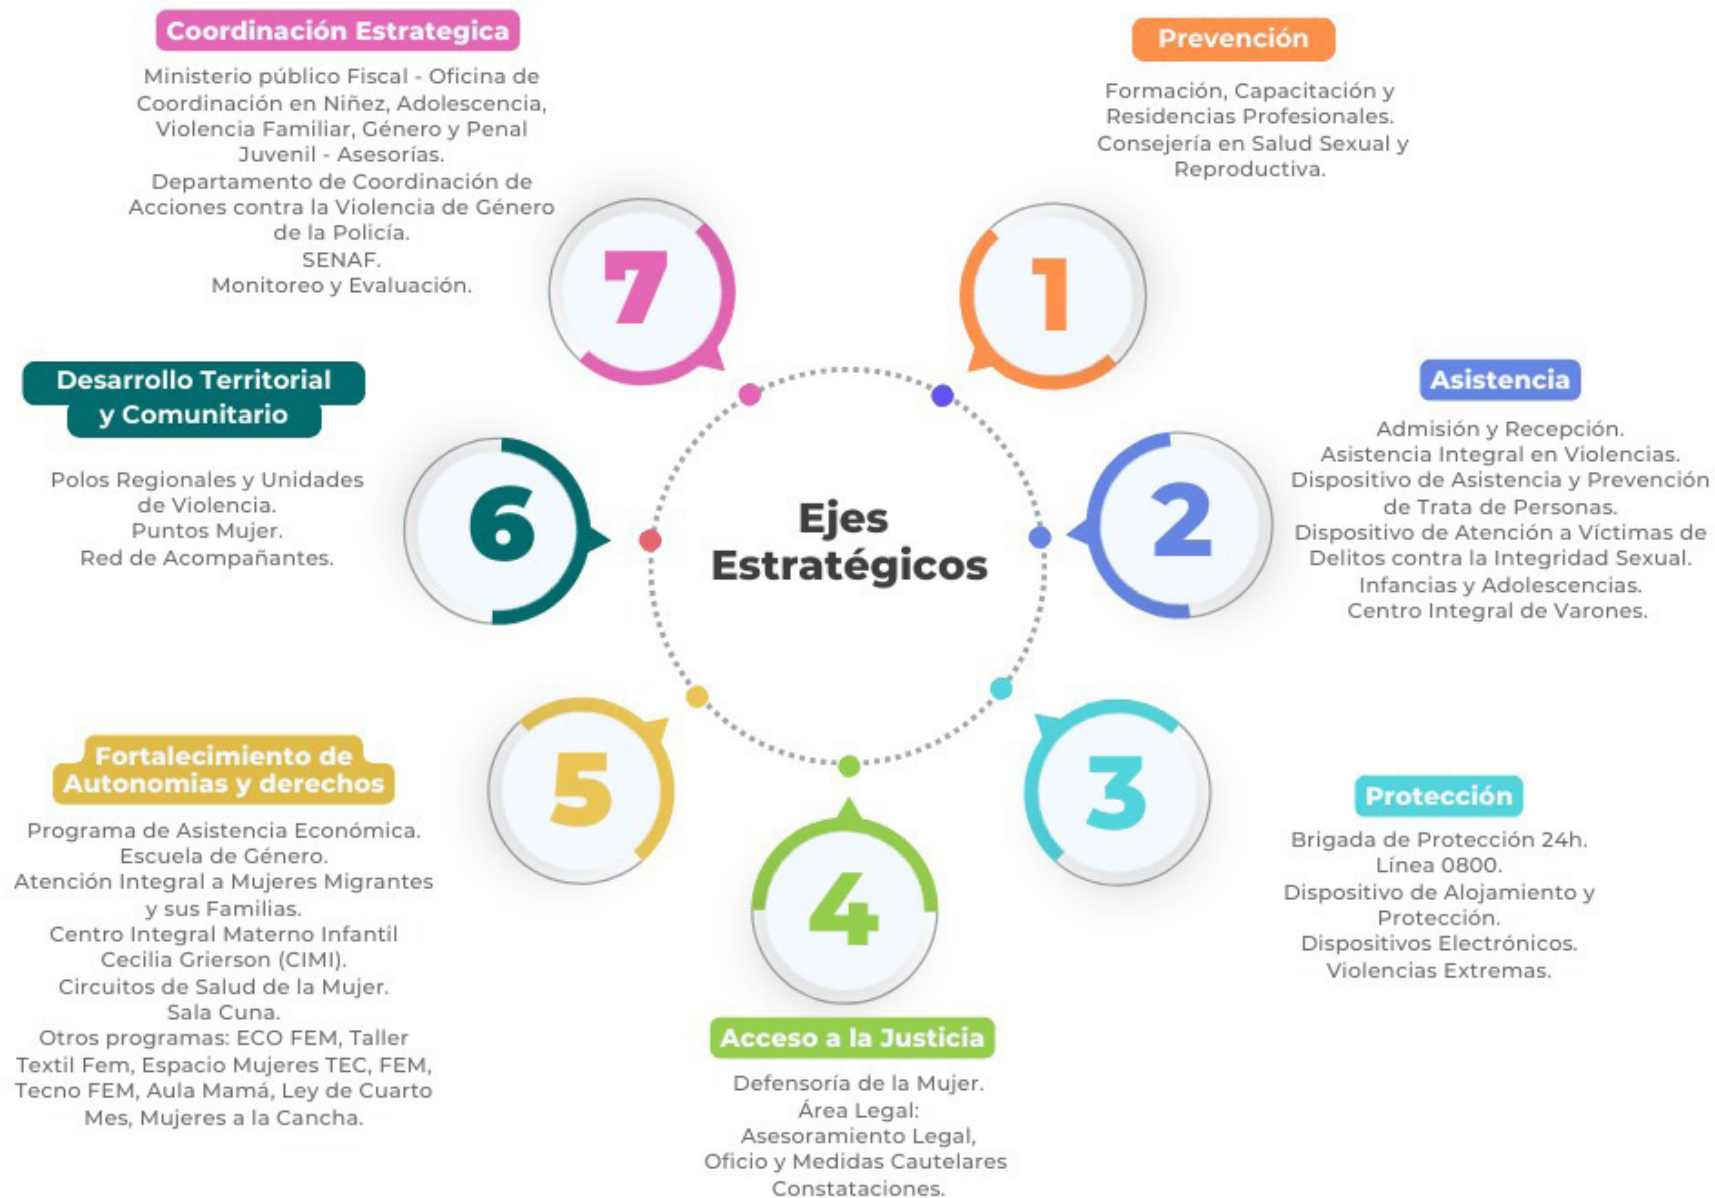 Ejes
Estratégicos
1
Prevención
Formación, Capacitación y
Residencias Profesionales.
Consejería en Salud Sexual y
Reproductiva.
2
Asistencia
Admisión y Recepción.
Asistencia Integral en Violencias.
Dispositivo de Asistencia y Prevención
de Trata de Personas.
Dispositivo de Atención a Víctimas de
Delitos contra la Integridad Sexual.
Infancias y Adolescencias.
Centro Integral de Varones.
3
Protección
Brigada de Protección 24h.
Línea 0800.
Dispositivo de Alojamiento y
Protección.
Dispositivos Electrónicos.
Violencias Extremas.
4
Acceso a la Justicia
Defensoría de la Mujer.
Área Legal:
Asesoramiento Legal,
Oficio y Medidas Cautelares
Constataciones.
5
Fortalecimiento de
Autonomias y derechos
Programa de Asistencia Económica.
Escuela de Género.
Atención Integral a Mujeres Migrantes
y sus Familias.
Centro Integral Materno Infantil
Cecilia Grierson (CIMI).
Circuitos de Salud de la Mujer.
Sala Cuna.
Otros programas: ECO FEM, Taller
Textil Fem, Espacio Mujeres TEC, FEM,
Tecno FEM, Aula Mamá, Ley de Cuarto
Mes, Mujeres a la Cancha.
6
Desarrollo Territorial
y Comunitario
Polos Regionales y Unidades
de Violencia.
Puntos Mujer.
Red de Acompañantes.
7
Coordinación Estrategica
Ministerio público Fiscal - Oficina de
Coordinación en Niñez, Adolescencia,
Violencia Familiar, Género y Penal
Juvenil - Asesorías.
Departamento de Coordinación de
Acciones contra la Violencia de Género
de la Policía.
SENAF.
Monitoreo y Evaluación.